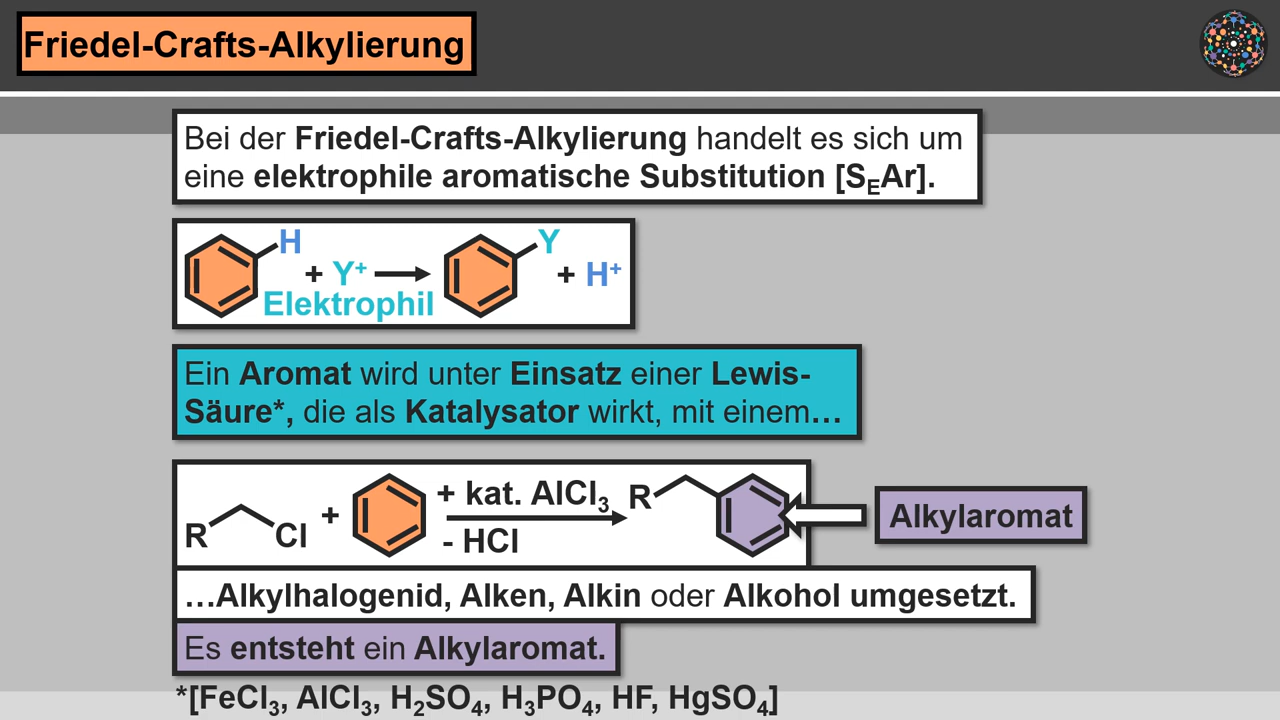 Friedel-Crafts-Alkylierung
Bei der Friedel-Crafts-Alkylierung handelt es sich um
eine elektrophile aromatische Substitution [SEAr].
H + Y⁺ → Y + H⁺
Elektrophil
Ein Aromat wird unter Einsatz einer Lewis-
Säure*, die als Katalysator wirkt, mit einem…
R Cl + + kat. AlCl₃ R
- HCl
Alkylaromat
…Alkylhalogenid, Alken, Alkin oder Alkohol umgesetzt.
Es entsteht ein Alkylaromat.
*[FeCl₃, AlCl₃, H₂SO₄, H₃PO₄, HF, HgSO₄]